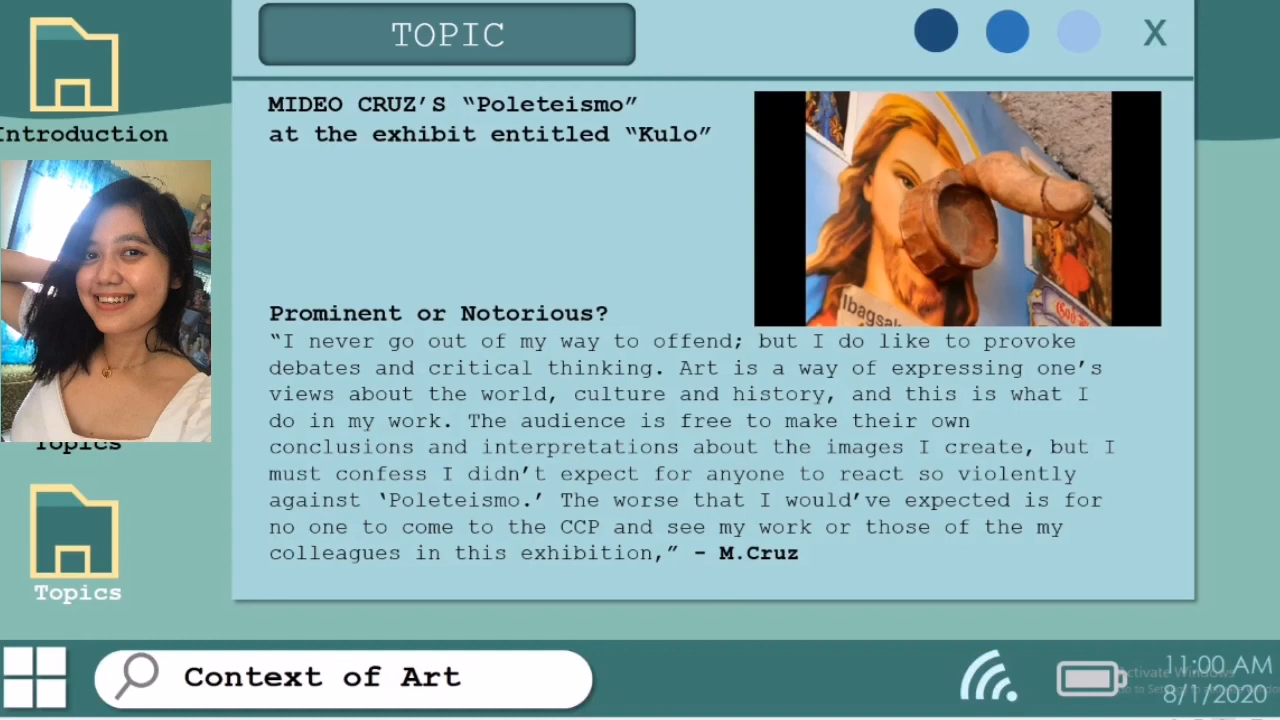 TOPIC
X
Introduction
MIDEO CRUZ’S “Poleteismo”
at the exhibit entitled “Kulo”
Prominent or Notorious?
“I never go out of my way to offend; but I do like to provoke
debates and critical thinking. Art is a way of expressing one’s
views about the world, culture and history, and this is what I
do in my work. The audience is free to make their own
conclusions and interpretations about the images I create, but I
must confess I didn’t expect for anyone to react so violently
against ‘Poleteismo.’ The worse that I would’ve expected is for
no one to come to the CCP and see my work or those of the my
colleagues in this exhibition,” – M.Cruz
Topics
Topics
Context of Art
11:00 AM
8/1/2020
Activate Windows